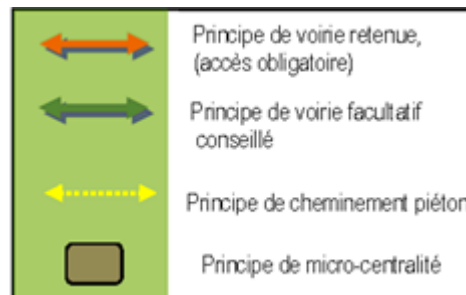 Principe de voirie retenue,
(accès obligatoire)
Principe de voirie facultatif
conseillé
Principe de cheminement piéton
Principe de micro-centralité